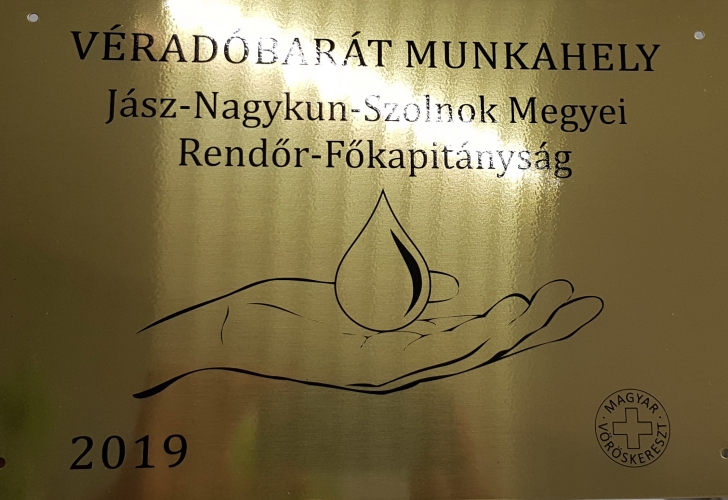 VÉRADÓBARÁT MUNKAHELY
Jász-Nagykun-Szolnok Megyei
Rendőr-Főkapitányság
2019
· MAGYAR ·
VÖRÖSKERESZT